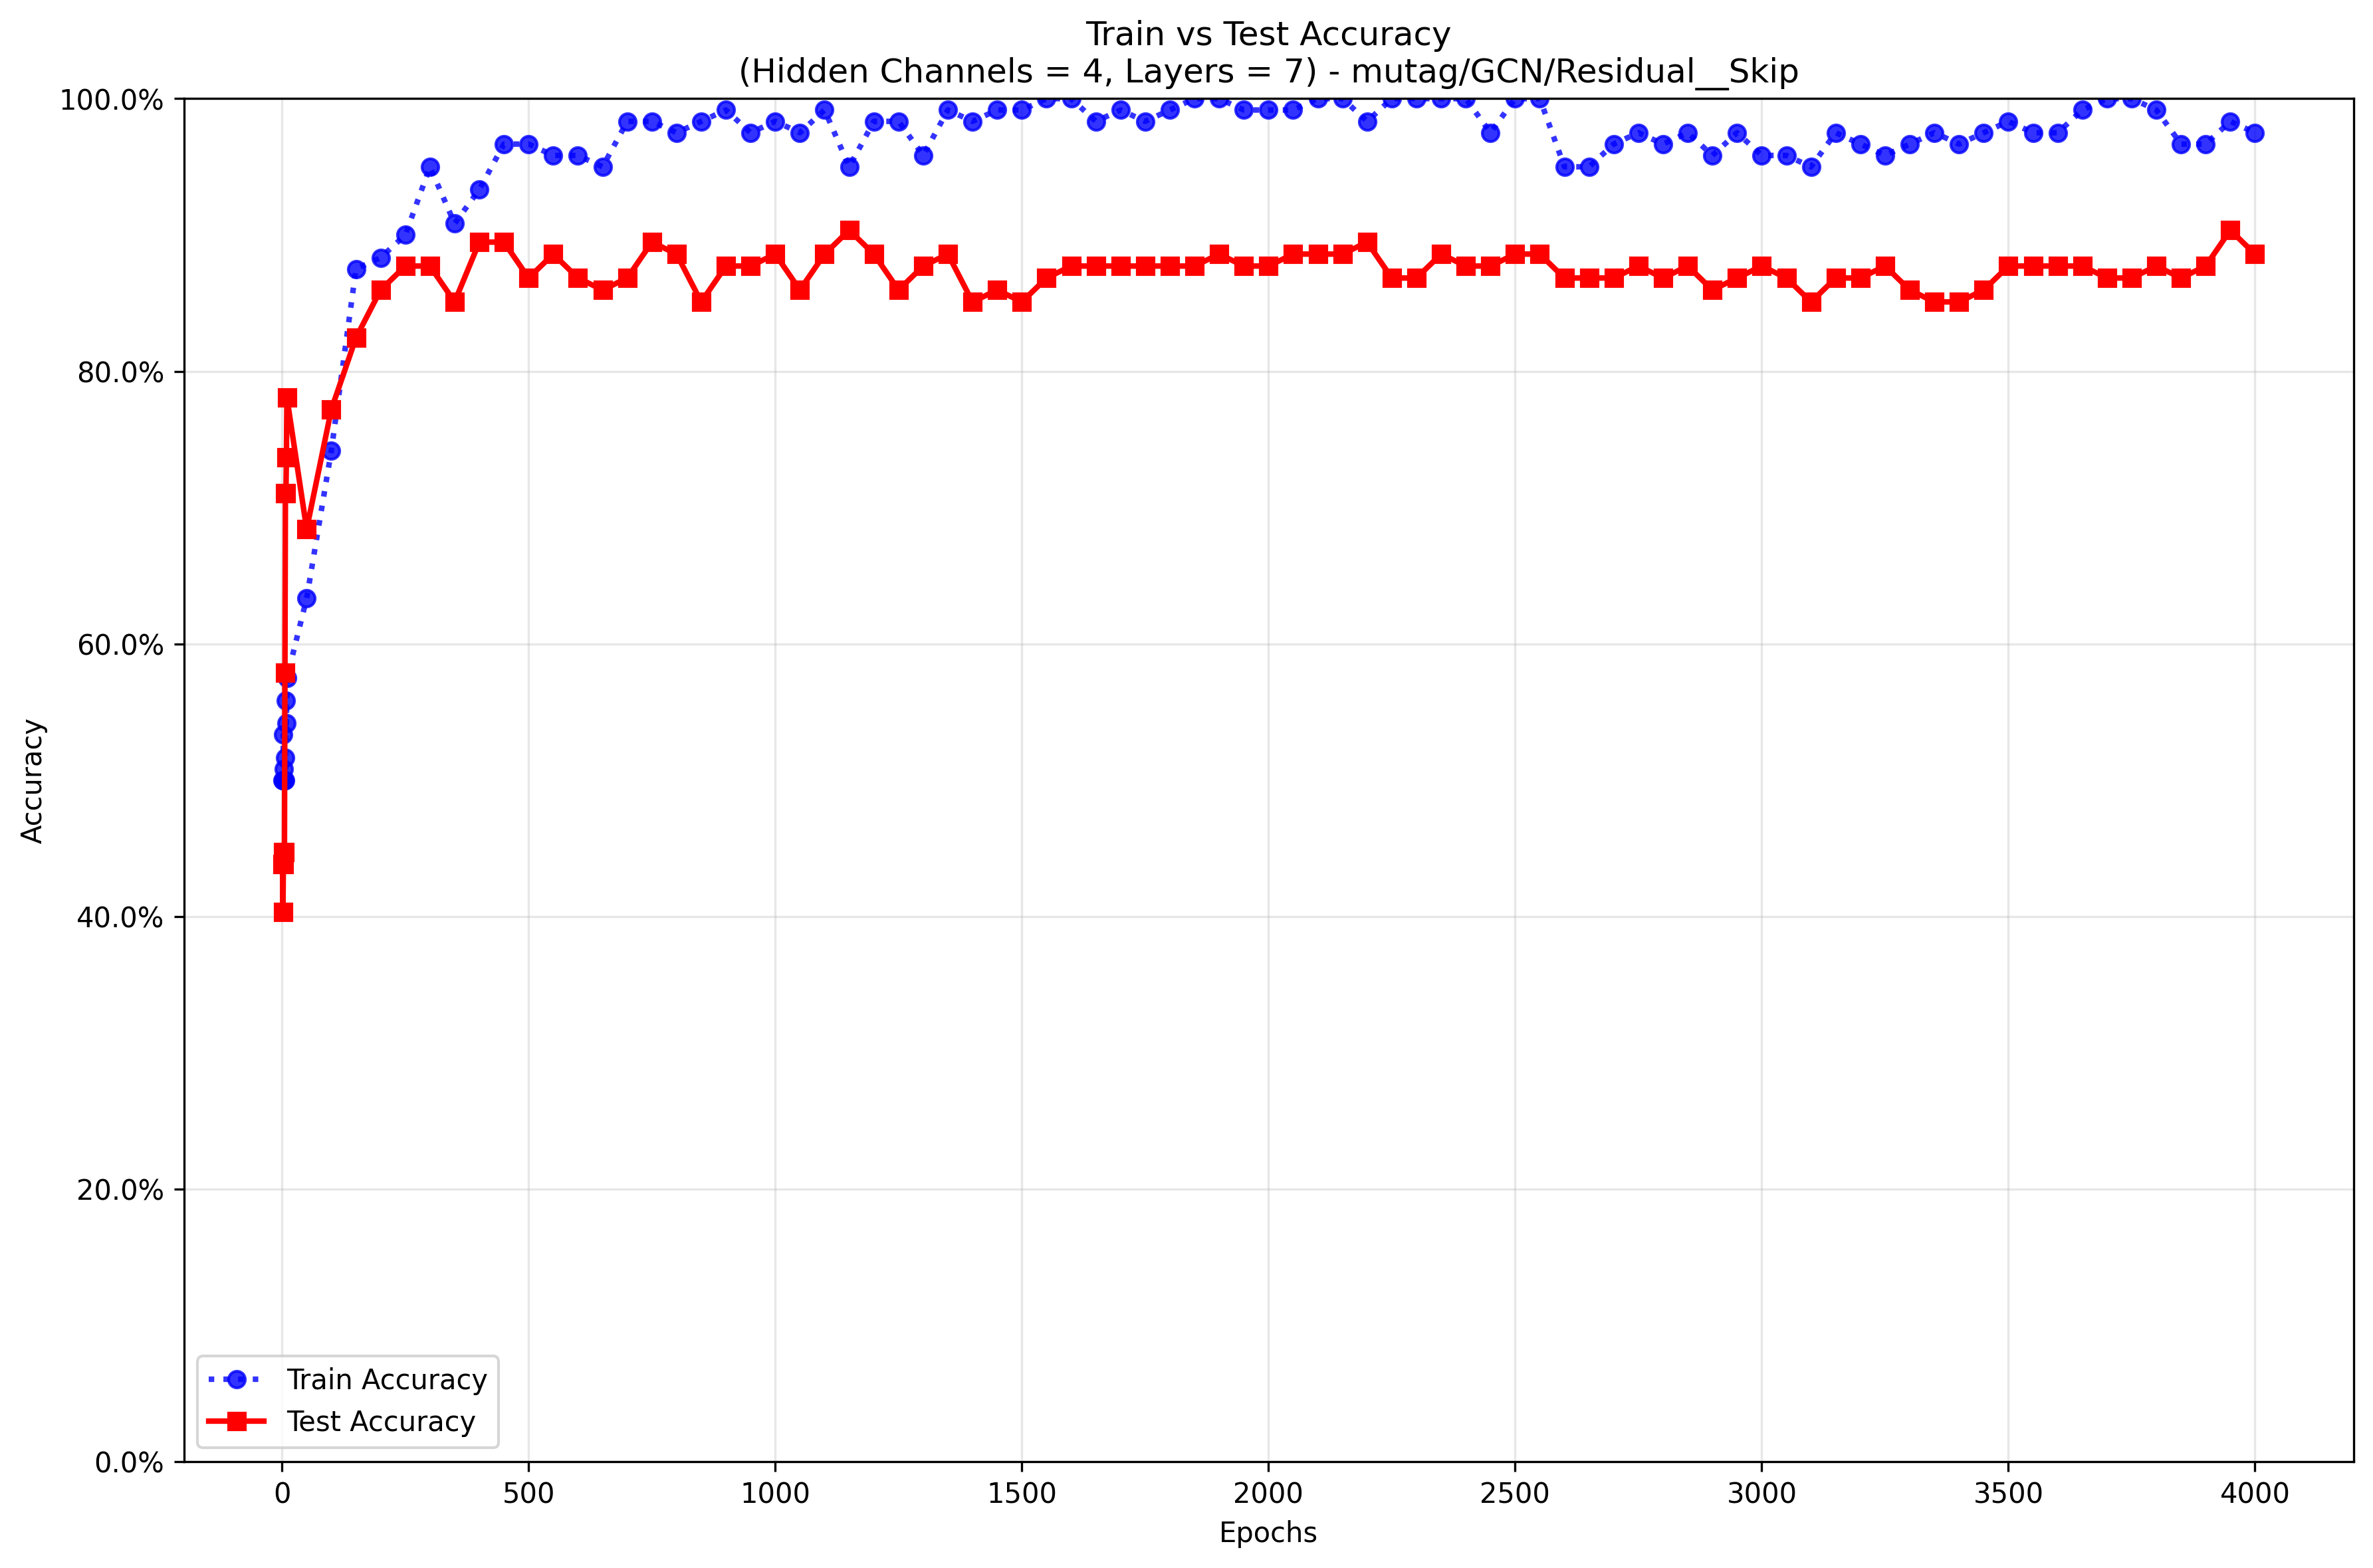 Train vs Test Accuracy
(Hidden Channels = 4, Layers = 7) - mutag/GCN/Residual__Skip
100.0%
80.0%
60.0%
40.0%
20.0%
0.0%
Accuracy
Train Accuracy
Test Accuracy
0 500 1000 1500 2000 2500 3000 3500 4000
Epochs